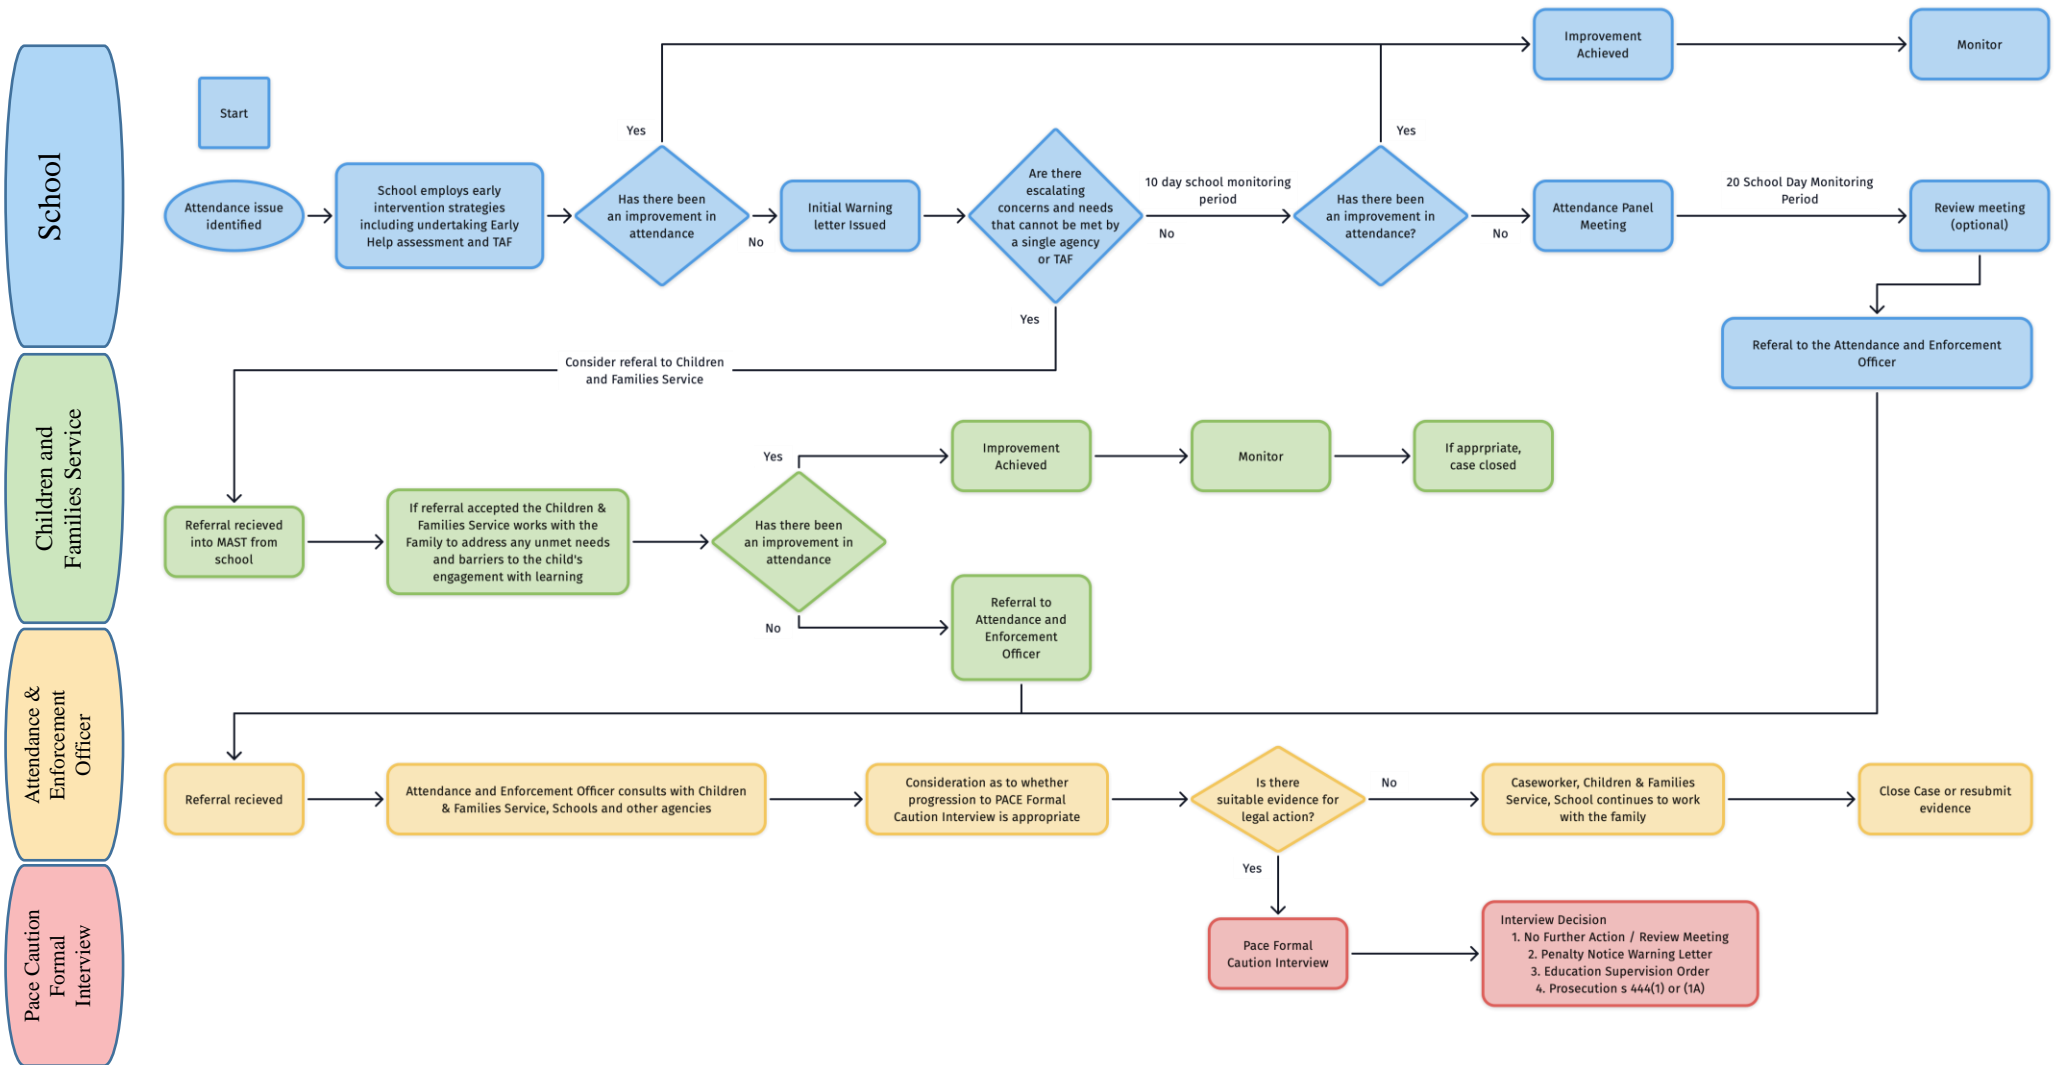 School
Start
Attendance issue
identified
School employs early
intervention strategies
including undertaking Early
Help assessment and TAF
Has there been
an improvement in
attendance
Yes
No
Initial Warning
letter Issued
Are there
escalating
concerns and needs
that cannot be met by
a single agency
or TAF
10 day school monitoring
period
No
Yes
Has there been
an improvement in
attendance?
Yes
No
Improvement
Achieved
Monitor
Attendance Panel
Meeting
20 School Day Monitoring
Period
Review meeting
(optional)
Referal to the Attendance and Enforcement
Officer
Consider referal to Children
and Families Service
Children and
Families Service
Referral recieved
into MAST from
school
If referral accepted the Children &
Families Service works with the
Family to address any unmet needs
and barriers to the child's
engagement with learning
Has there been
an improvement in
attendance
Yes
Improvement
Achieved
Monitor
If apprpriate,
case closed
No
Referral to
Attendance and
Enforcement
Officer
Attendance &
Enforcement
Officer
Referral recieved
Attendance and Enforcement Officer consults with Children
& Families Service, Schools and other agencies
Consideration as to whether
progression to PACE Formal
Caution Interview is appropriate
Is there
suitable evidence for
legal action?
No
Caseworker, Children & Families
Service, School continues to work
with the family
Close Case or resubmit
evidence
Yes
Pace Caution
Formal
Interview
Pace Formal
Caution Interview
Interview Decision
1. No Further Action / Review Meeting
2. Penalty Notice Warning Letter
3. Education Supervision Order
4. Prosecution s 444(1) or (1A)